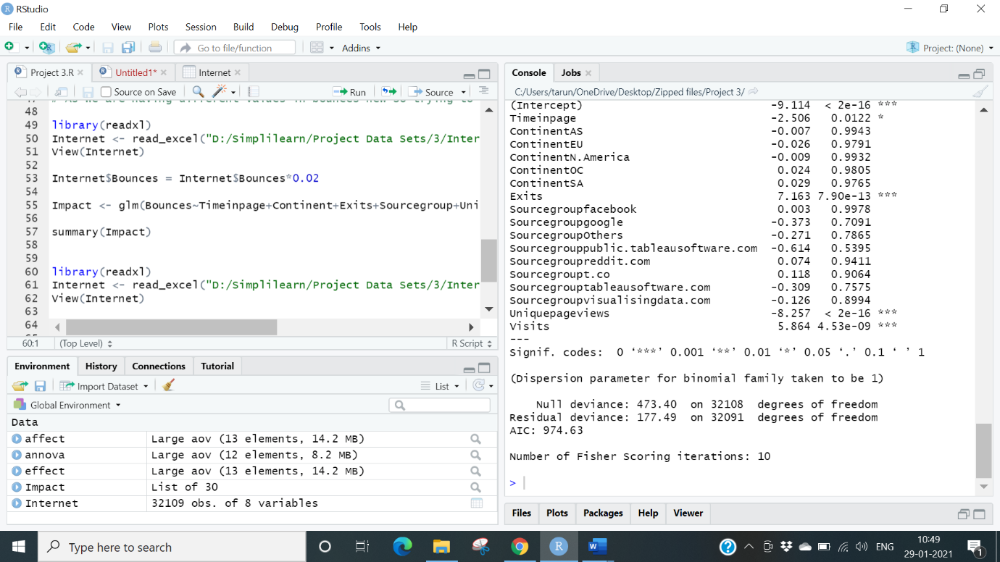 RStudio
File Edit Code View Plots Session Build Debug Profile Tools Help
Go to file/function Addins Project: (None)
Project 3.R Untitled1* Internet
Source on Save Run Source
48
49 library(readxl)
50 Internet <- read_excel("D:/Simplilearn/Project Data Sets/3/Inter
51 View(Internet)
52
53 Internet$Bounces = Internet$Bounces*0.02
54
55 Impact <- glm(Bounces~Timeinpage+Continent+Exits+Sourcegroup+Uni
56
57 summary(Impact)
58
59
60 library(readxl)
61 Internet <- read_excel("D:/Simplilearn/Project Data Sets/3/Inter
62 View(Internet)
63
64
60:1 (Top Level) R Script
Environment History Connections Tutorial
Import Dataset List
Global Environment
Data
affect Large aov (13 elements, 14.2 MB)
annova Large aov (12 elements, 8.2 MB)
effect Large aov (13 elements, 14.2 MB)
Impact List of 30
Internet 32109 obs. of 8 variables
Console Jobs
C:/Users/tarun/OneDrive/Desktop/Zipped files/Project 3/
(Intercept) -9.114 < 2e-16 ***
Timeinpage -2.506 0.0122 *
ContinentAS -0.007 0.9943
ContinentEU -0.026 0.9791
ContinentN.America -0.009 0.9932
ContinentOC 0.024 0.9805
ContinentSA 0.029 0.9765
Exits 7.163 7.90e-13 ***
Sourcegroupfacebook 0.003 0.9978
Sourcegroupgoogle -0.373 0.7091
SourcegroupOthers -0.271 0.7865
Sourcegrouppublic.tableausoftware.com -0.614 0.5395
Sourcegroupreddit.com 0.074 0.9411
Sourcegroupt.co 0.118 0.9064
Sourcegrouptableausoftware.com -0.309 0.7575
Sourcegroupvisualisingdata.com -0.126 0.8994
Uniquepageviews -8.257 < 2e-16 ***
Visits 5.864 4.53e-09 ***
---
Signif. codes: 0 ‘***’ 0.001 ‘**’ 0.01 ‘*’ 0.05 ‘.’ 0.1 ‘ ’ 1
(Dispersion parameter for binomial family taken to be 1)
Null deviance: 473.40 on 32108 degrees of freedom
Residual deviance: 177.49 on 32091 degrees of freedom
AIC: 974.63
Number of Fisher Scoring iterations: 10
>
Files Plots Packages Help Viewer
Type here to search
ENG
10:49
29-01-2021
1